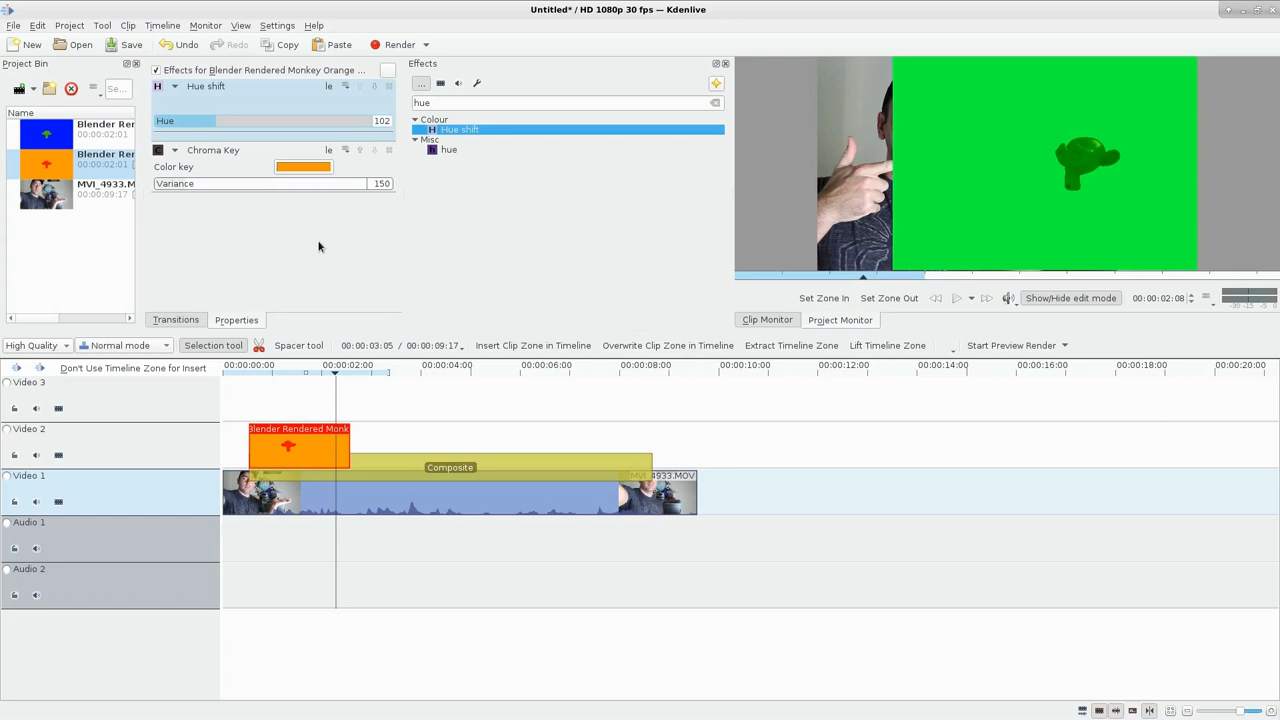 Untitled* / HD 1080p 30 fps — Kdenlive
File Edit Project Tool Clip Timeline Monitor View Settings Help
New Open Save Undo Redo Copy Paste Render
Project Bin
Effects for Blender Rendered Monkey Orange ...
Effects
Se...
H Hue shift le
...
hue
Name
Blender Ren
00:00:02:01
Hue 102
Colour
H Hue shift
Misc
h hue
C Chroma Key le
Blender Ren
00:00:02:01
Color key
Variance 150
MVI_4933.M
00:00:09:17
Set Zone In Set Zone Out Show/Hide edit mode 00:00:02:08
-30 -15 -5 0
Transitions Properties
Clip Monitor Project Monitor
High Quality Normal mode Selection tool Spacer tool 00:00:03:05 / 00:00:09:17 Insert Clip Zone in Timeline Overwrite Clip Zone in Timeline Extract Timeline Zone Lift Timeline Zone Start Preview Render
Don't Use Timeline Zone for Insert
00:00:00:00 00:00:02:00 00:00:04:00 00:00:06:00 00:00:08:00 00:00:10:00 00:00:12:00 00:00:14:00 00:00:16:00 00:00:18:00 00:00:20:00
Video 3
Video 2
Blender Rendered Monk
Composite
Video 1
MVI_4933.MOV
Audio 1
Audio 2